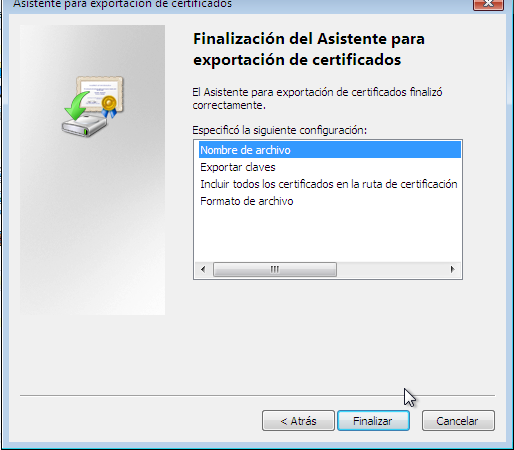 Asistente para exportación de certificados
Finalización del Asistente para
exportación de certificados
El Asistente para exportación de certificados finalizó
correctamente.
Especificó la siguiente configuración:
Nombre de archivo
Exportar claves
Incluir todos los certificados en la ruta de certificación
Formato de archivo
< Atrás
Finalizar
Cancelar